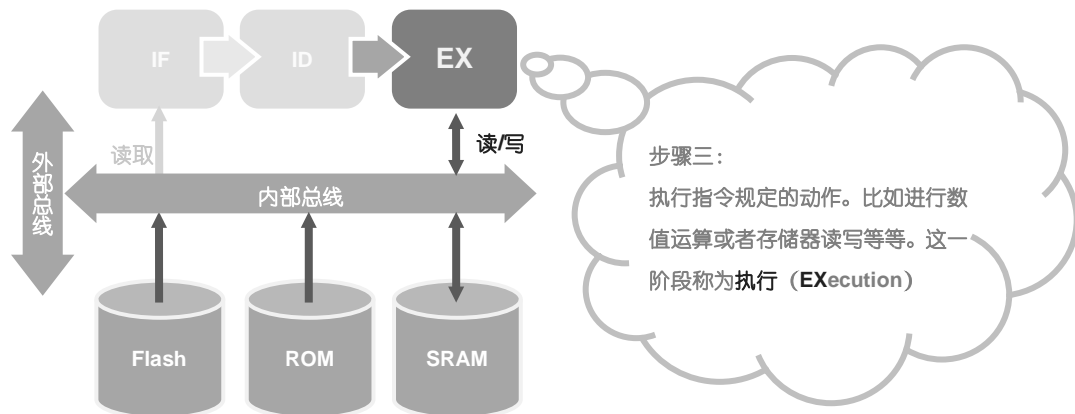 IF
ID
EX
读取
读/写
外部总线
内部总线
Flash
ROM
SRAM
步骤三：
执行指令规定的动作。比如进行数
值运算或者存储器读写等等。这一
阶段称为执行（EXecution）